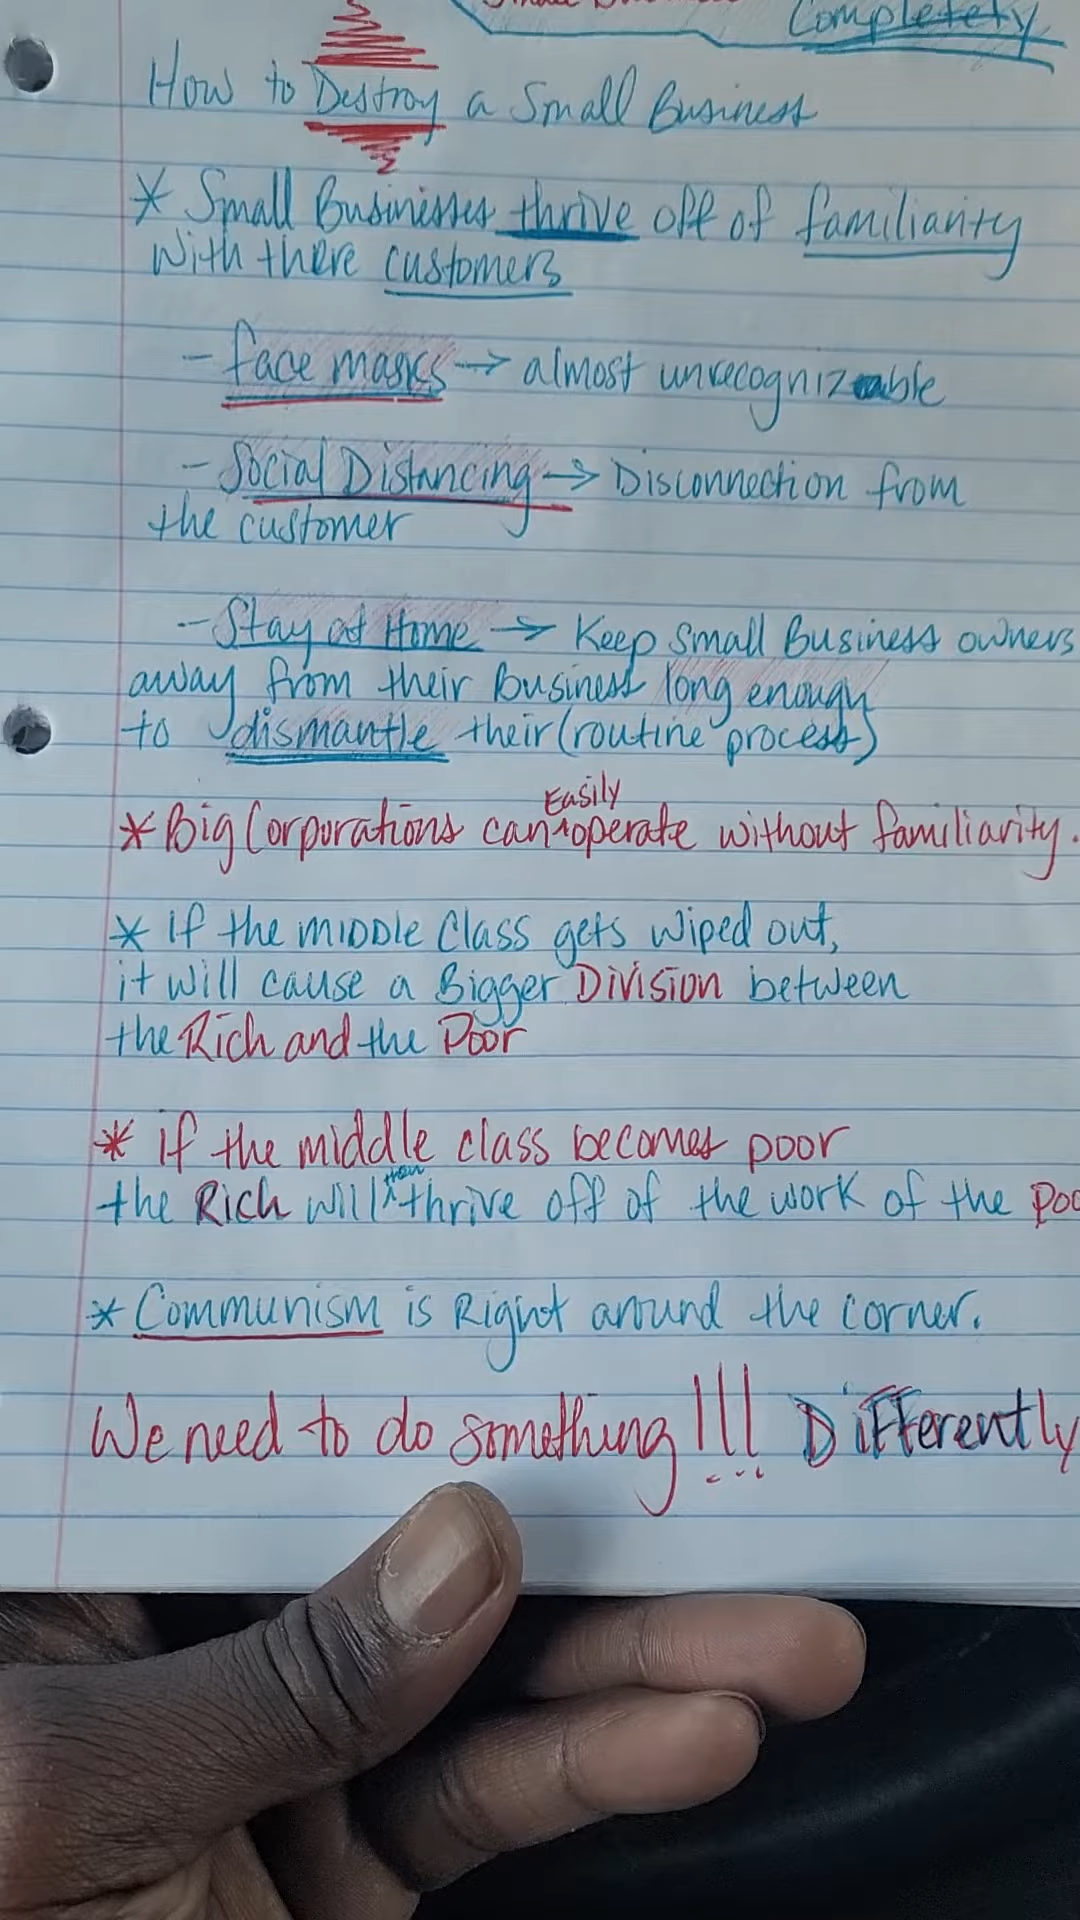 Completely
How to Destroy a Small Business
* Small Businesses thrive off of familiarity
with there customers
- face masks → almost unrecognizable
- Social Distancing → Disconnection from
the customer
- Stay at Home → Keep Small Business owners
away from their Business long enough
to dismantle their (routine process)
Easily
* Big Corporations can ^ operate without familiarity.
* if the MIDDLE Class gets wiped out,
it will cause a Bigger Division between
the Rich and the Poor
* if the middle class becomes poor
then
the Rich will ^ thrive off of the work of the Poo
* Communism is Right around the corner.
We need to do something!!! Differently